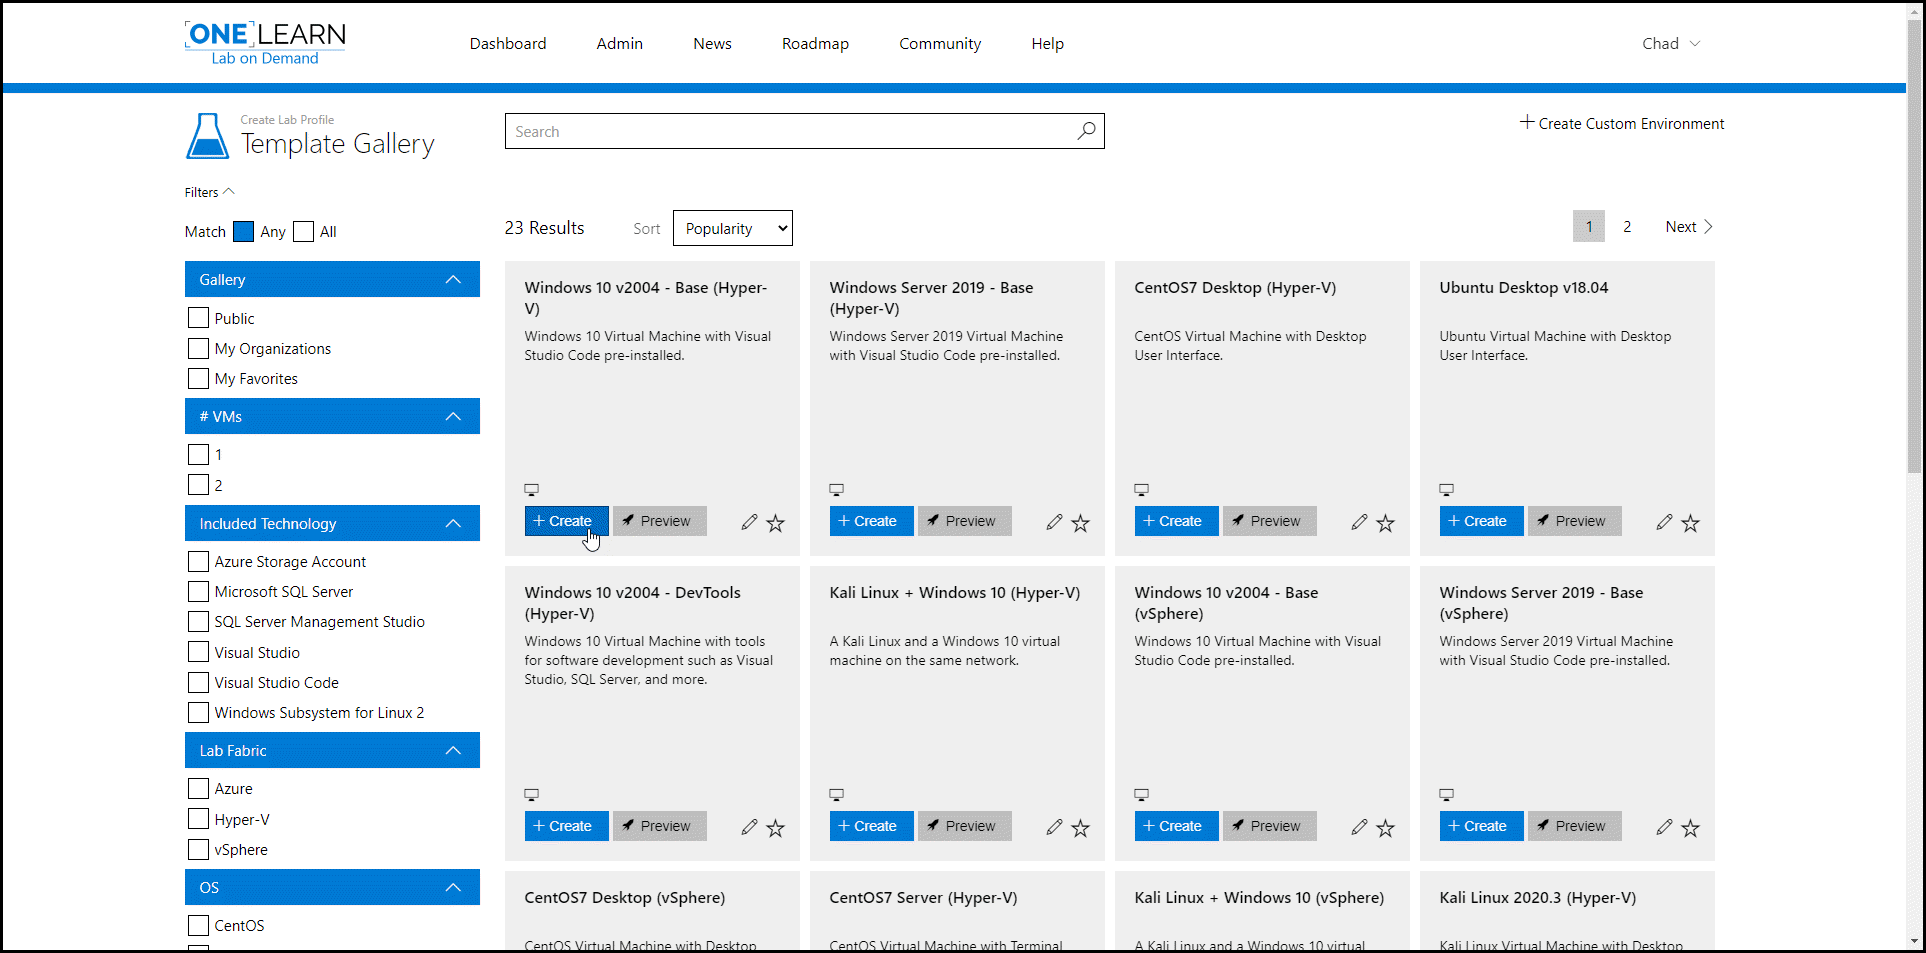 ONE LEARN
Lab on Demand
Dashboard
Admin
News
Roadmap
Community
Help
Chad
Create Lab Profile
Template Gallery
Search
Create Custom Environment
Filters
Match Any All
23 Results
Sort
Popularity
1
2
Next
Gallery
Public
My Organizations
My Favorites
# VMs
1
2
Included Technology
Azure Storage Account
Microsoft SQL Server
SQL Server Management Studio
Visual Studio
Visual Studio Code
Windows Subsystem for Linux 2
Lab Fabric
Azure
Hyper-V
vSphere
OS
CentOS
Windows 10 v2004 - Base (Hyper-
V)
Windows 10 Virtual Machine with Visual
Studio Code pre-installed.
+ Create
Preview
Windows Server 2019 - Base
(Hyper-V)
Windows Server 2019 Virtual Machine
with Visual Studio Code pre-installed.
+ Create
Preview
CentOS7 Desktop (Hyper-V)
CentOS Virtual Machine with Desktop
User Interface.
+ Create
Preview
Ubuntu Desktop v18.04
Ubuntu Virtual Machine with Desktop
User Interface.
+ Create
Preview
Windows 10 v2004 - DevTools
(Hyper-V)
Windows 10 Virtual Machine with tools
for software development such as Visual
Studio, SQL Server, and more.
+ Create
Preview
Kali Linux + Windows 10 (Hyper-V)
A Kali Linux and a Windows 10 virtual
machine on the same network.
+ Create
Preview
Windows 10 v2004 - Base
(vSphere)
Windows 10 Virtual Machine with Visual
Studio Code pre-installed.
+ Create
Preview
Windows Server 2019 - Base
(vSphere)
Windows Server 2019 Virtual Machine
with Visual Studio Code pre-installed.
+ Create
Preview
CentOS7 Desktop (vSphere)
CentOS Virtual Machine with Desktop
CentOS7 Server (Hyper-V)
CentOS Virtual Machine with Terminal
Kali Linux + Windows 10 (vSphere)
A Kali Linux and a Windows 10 virtual
Kali Linux 2020.3 (Hyper-V)
Kali Linux Virtual Machine with Desktop